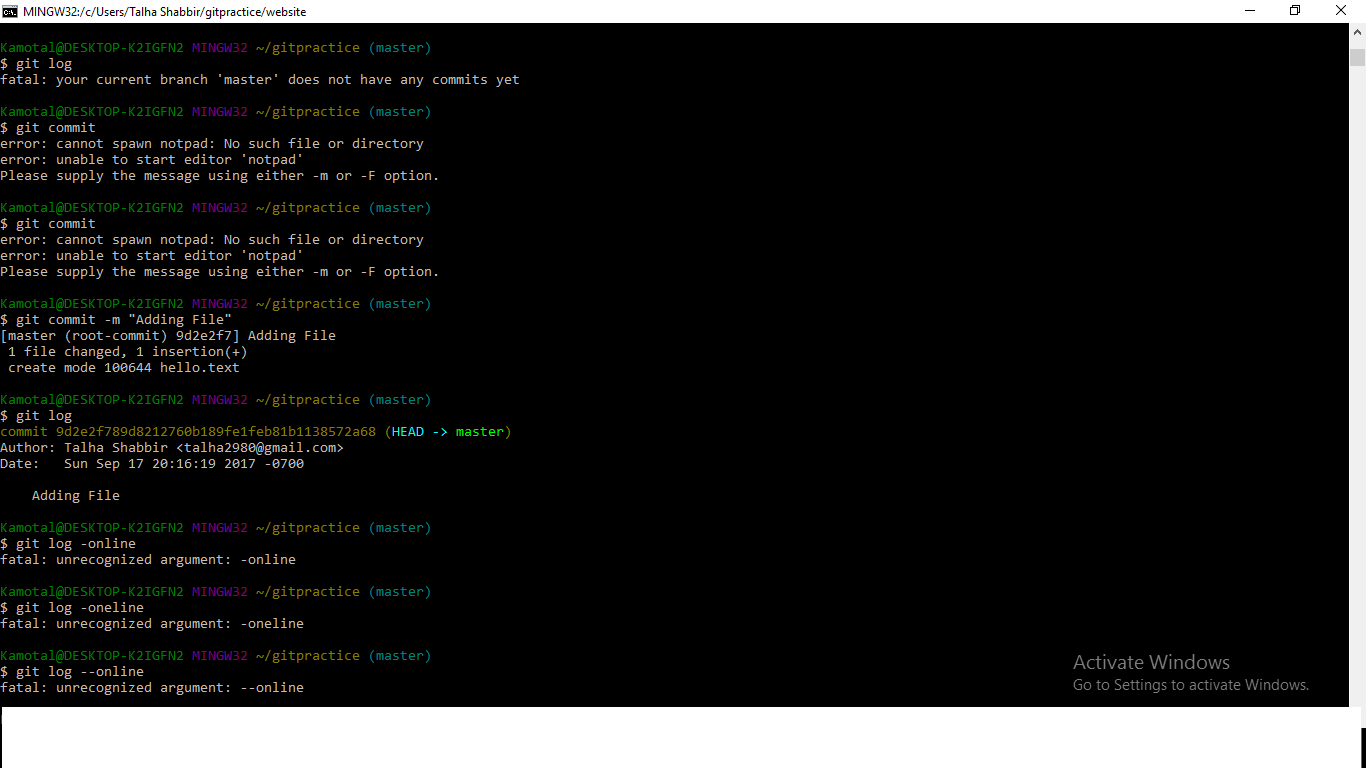 MINGW32:/c/Users/Talha Shabbir/gitpractice/website
Kamotal@DESKTOP-K2IGFN2 MINGW32 ~/gitpractice (master)
$ git log
fatal: your current branch 'master' does not have any commits yet
Kamotal@DESKTOP-K2IGFN2 MINGW32 ~/gitpractice (master)
$ git commit
error: cannot spawn notpad: No such file or directory
error: unable to start editor 'notpad'
Please supply the message using either -m or -F option.
Kamotal@DESKTOP-K2IGFN2 MINGW32 ~/gitpractice (master)
$ git commit
error: cannot spawn notpad: No such file or directory
error: unable to start editor 'notpad'
Please supply the message using either -m or -F option.
Kamotal@DESKTOP-K2IGFN2 MINGW32 ~/gitpractice (master)
$ git commit -m "Adding File"
[master (root-commit) 9d2e2f7] Adding File
 1 file changed, 1 insertion(+)
 create mode 100644 hello.text
Kamotal@DESKTOP-K2IGFN2 MINGW32 ~/gitpractice (master)
$ git log
commit 9d2e2f789d8212760b189fe1feb81b1138572a68 (HEAD -> master)
Author: Talha Shabbir <talha2980@gmail.com>
Date:   Sun Sep 17 20:16:19 2017 -0700
    Adding File
Kamotal@DESKTOP-K2IGFN2 MINGW32 ~/gitpractice (master)
$ git log -online
fatal: unrecognized argument: -online
Kamotal@DESKTOP-K2IGFN2 MINGW32 ~/gitpractice (master)
$ git log -oneline
fatal: unrecognized argument: -oneline
Kamotal@DESKTOP-K2IGFN2 MINGW32 ~/gitpractice (master)
$ git log --online
fatal: unrecognized argument: --online
Activate Windows
Go to Settings to activate Windows.